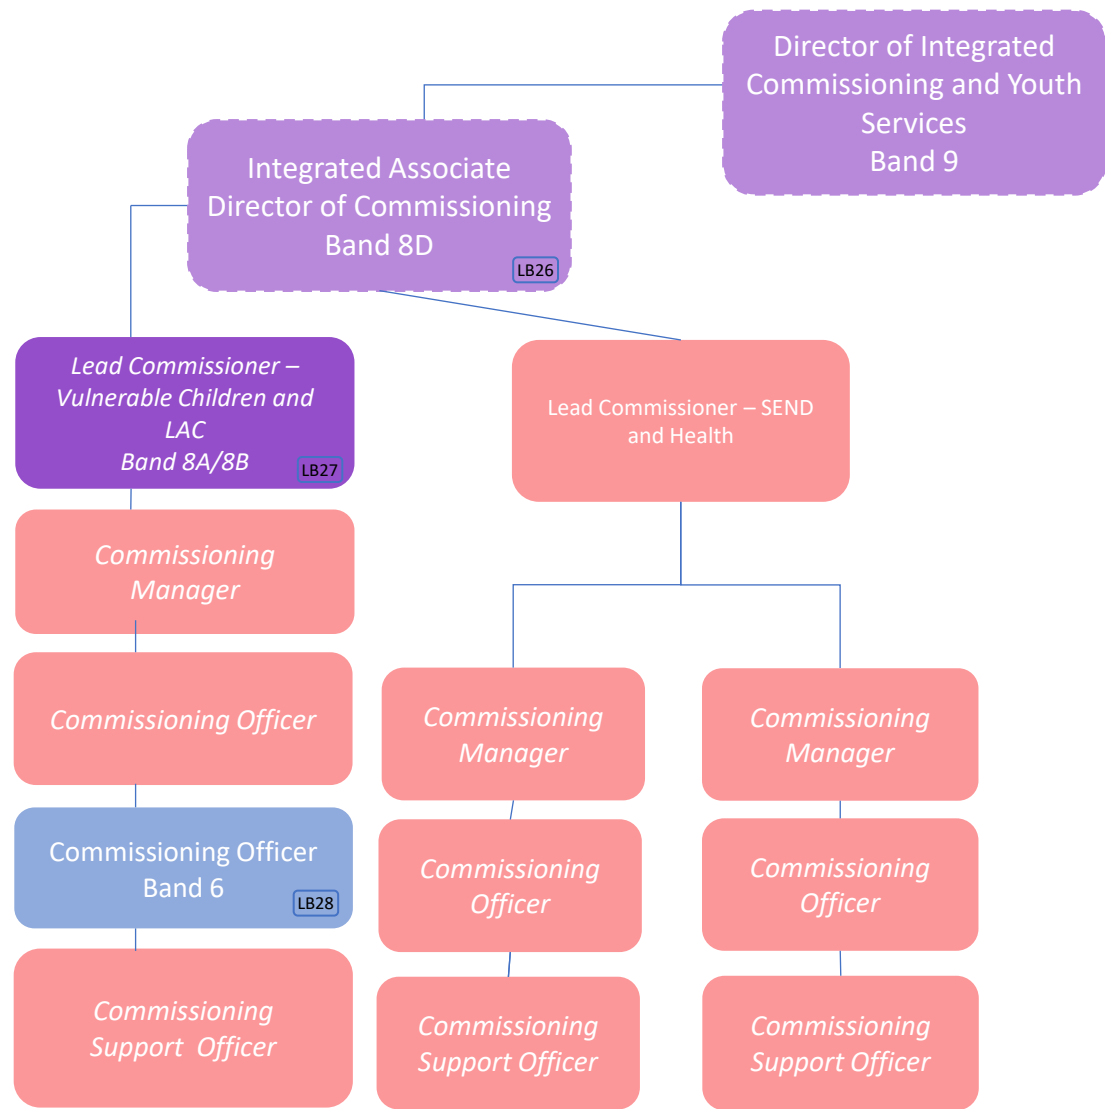 Director of Integrated
Commissioning and Youth
Services
Band 9
Integrated Associate
Director of Commissioning
Band 8D
LB26
Lead Commissioner –
Vulnerable Children and
LAC
Band 8A/8B
LB27
Lead Commissioner – SEND
and Health
Commissioning
Manager
Commissioning Officer
Commissioning Officer
Band 6
LB28
Commissioning
Support Officer
Commissioning
Manager
Commissioning
Officer
Commissioning
Support Officer
Commissioning
Manager
Commissioning
Officer
Commissioning
Support Officer